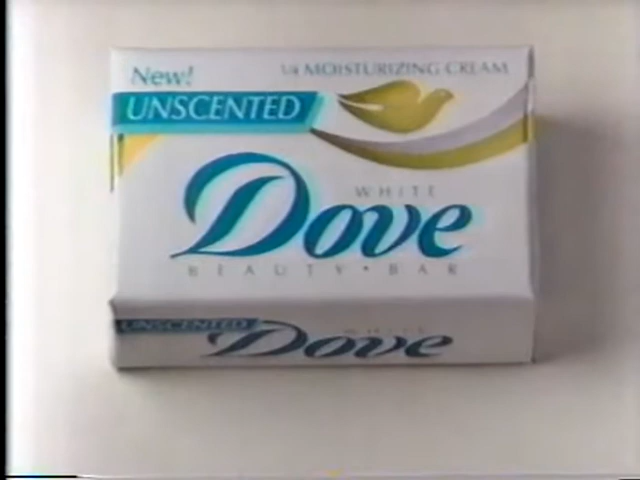 New!
1/4 MOISTURIZING CREAM
UNSCENTED
WHITE
Dove
BEAUTY • BAR
UNSCENTED
WHITE
Dove